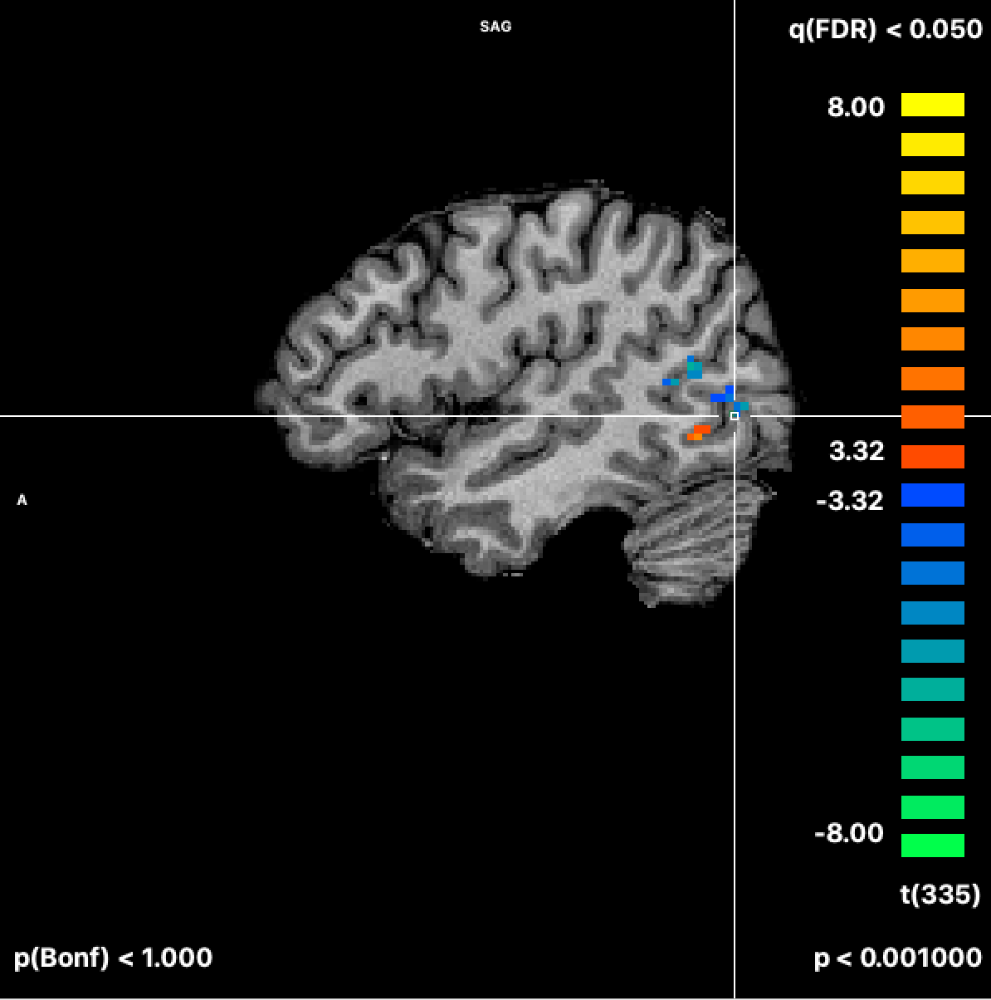 SAG
q(FDR) < 0.050
8.00
3.32
-3.32
A
-8.00
t(335)
p(Bonf) < 1.000
p < 0.001000